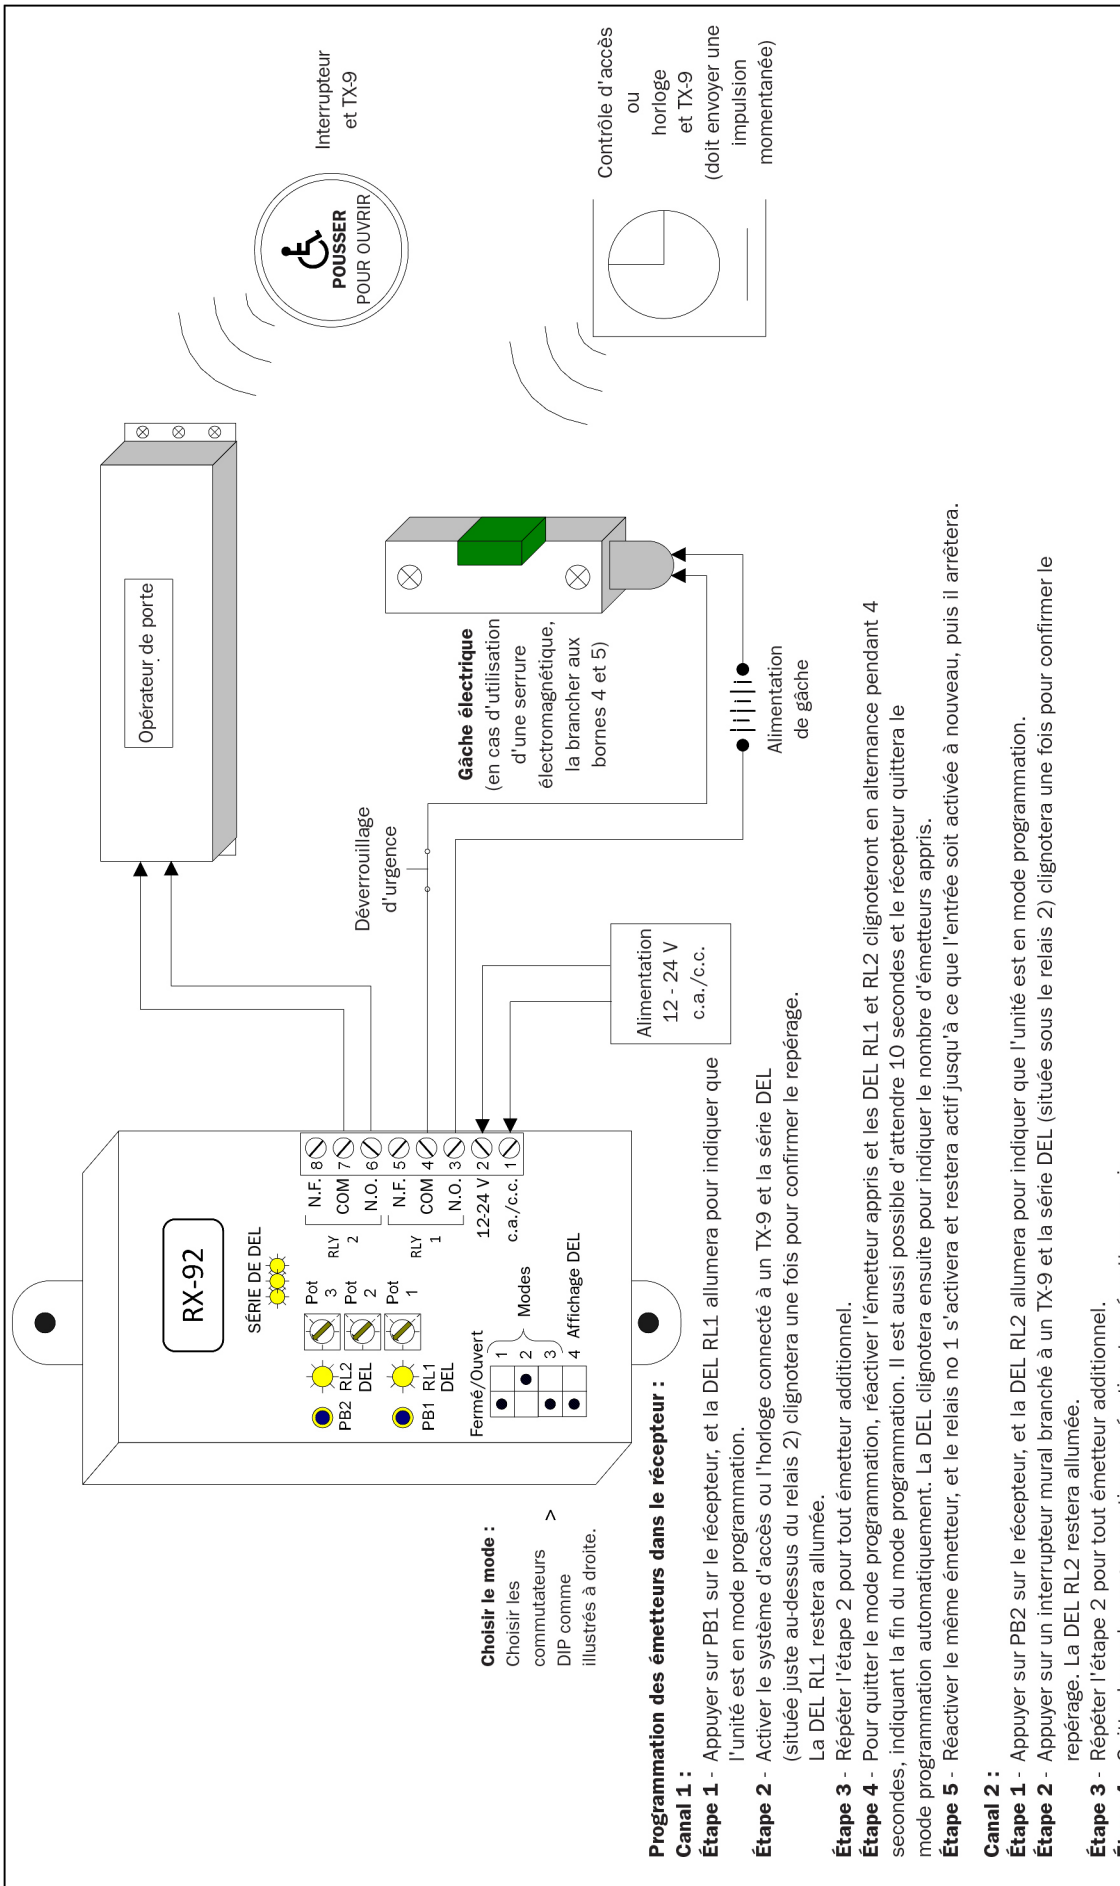 Interrupteur
et TX-9
POUSSER
POUR OUVRIR
Contrôle d'accès
ou
horloge
et TX-9
(doit envoyer une
impulsion
momentanée)
Opérateur de porte
Gâche électrique
(en cas d'utilisation
d'une serrure
électromagnétique,
la brancher aux
bornes 4 et 5)
Alimentation
de gâche
Déverrouillage
d'urgence
Alimentation
12 - 24 V
c.a./c.c.
RX-92
SÉRIE DE DEL
N.F. 8
COM 7
N.O. 6
N.F. 5
COM 4
N.O. 3
12-24 V 2
c.a./c.c. 1
RLY
2
RLY
1
Pot
3
Pot
2
Pot
1
PB2 RL2
DEL
PB1 RL1
DEL
Fermé/Ouvert
1
2
3
4
Modes
Affichage DEL
Choisir le mode :
Choisir les
commutateurs >
DIP comme
illustrés à droite.
Programmation des émetteurs dans le récepteur :
Canal 1 :
Étape 1 - Appuyer sur PB1 sur le récepteur, et la DEL RL1 allumera pour indiquer que
l'unité est en mode programmation.
Étape 2 - Activer le système d'accès ou l'horloge connecté à un TX-9 et la série DEL
(située juste au-dessus du relais 2) clignotera une fois pour confirmer le repérage.
La DEL RL1 restera allumée.
Étape 3 - Répéter l'étape 2 pour tout émetteur additionnel.
Étape 4 - Pour quitter le mode programmation, réactiver l'émetteur appris et les DEL RL1 et RL2 clignoteront en alternance pendant 4
secondes, indiquant la fin du mode programmation. Il est aussi possible d'attendre 10 secondes et le récepteur quittera le
mode programmation automatiquement. La DEL clignotera ensuite pour indiquer le nombre d'émetteurs appris.
Étape 5 - Réactiver le même émetteur, et le relais no 1 s'activera et restera actif jusqu'à ce que l'entrée soit activée à nouveau, puis il arrêtera.
Canal 2 :
Étape 1 - Appuyer sur PB2 sur le récepteur, et la DEL RL2 allumera pour indiquer que l'unité est en mode programmation.
Étape 2 - Appuyer sur un interrupteur mural branché à un TX-9 et la série DEL (située sous le relais 2) clignotera une fois pour confirmer le
repérage. La DEL RL2 restera allumée.
Étape 3 - Répéter l'étape 2 pour tout émetteur additionnel.